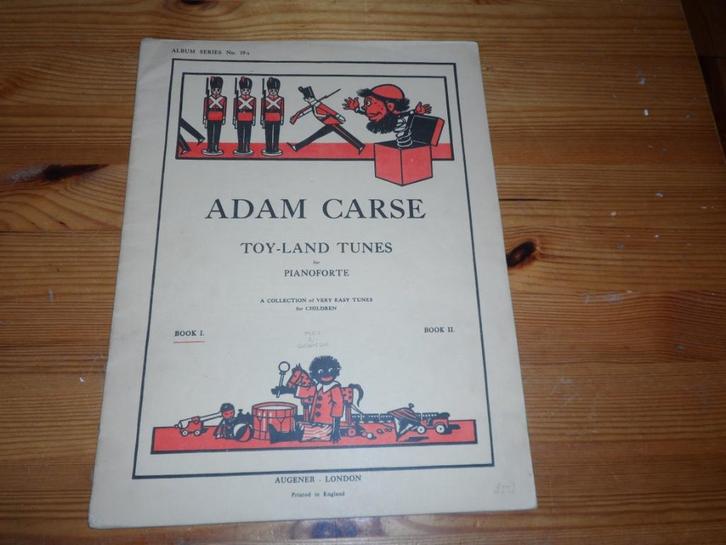 ALBUM SERIES No.
ADAM CARSE
TOY-LAND TUNES
for
PIANOFORTE
A COLLECTION of VERY EASY TUNES
for CHILDREN
BOOK I.
BOOK II.
AUGENER - LONDON
Printed in England